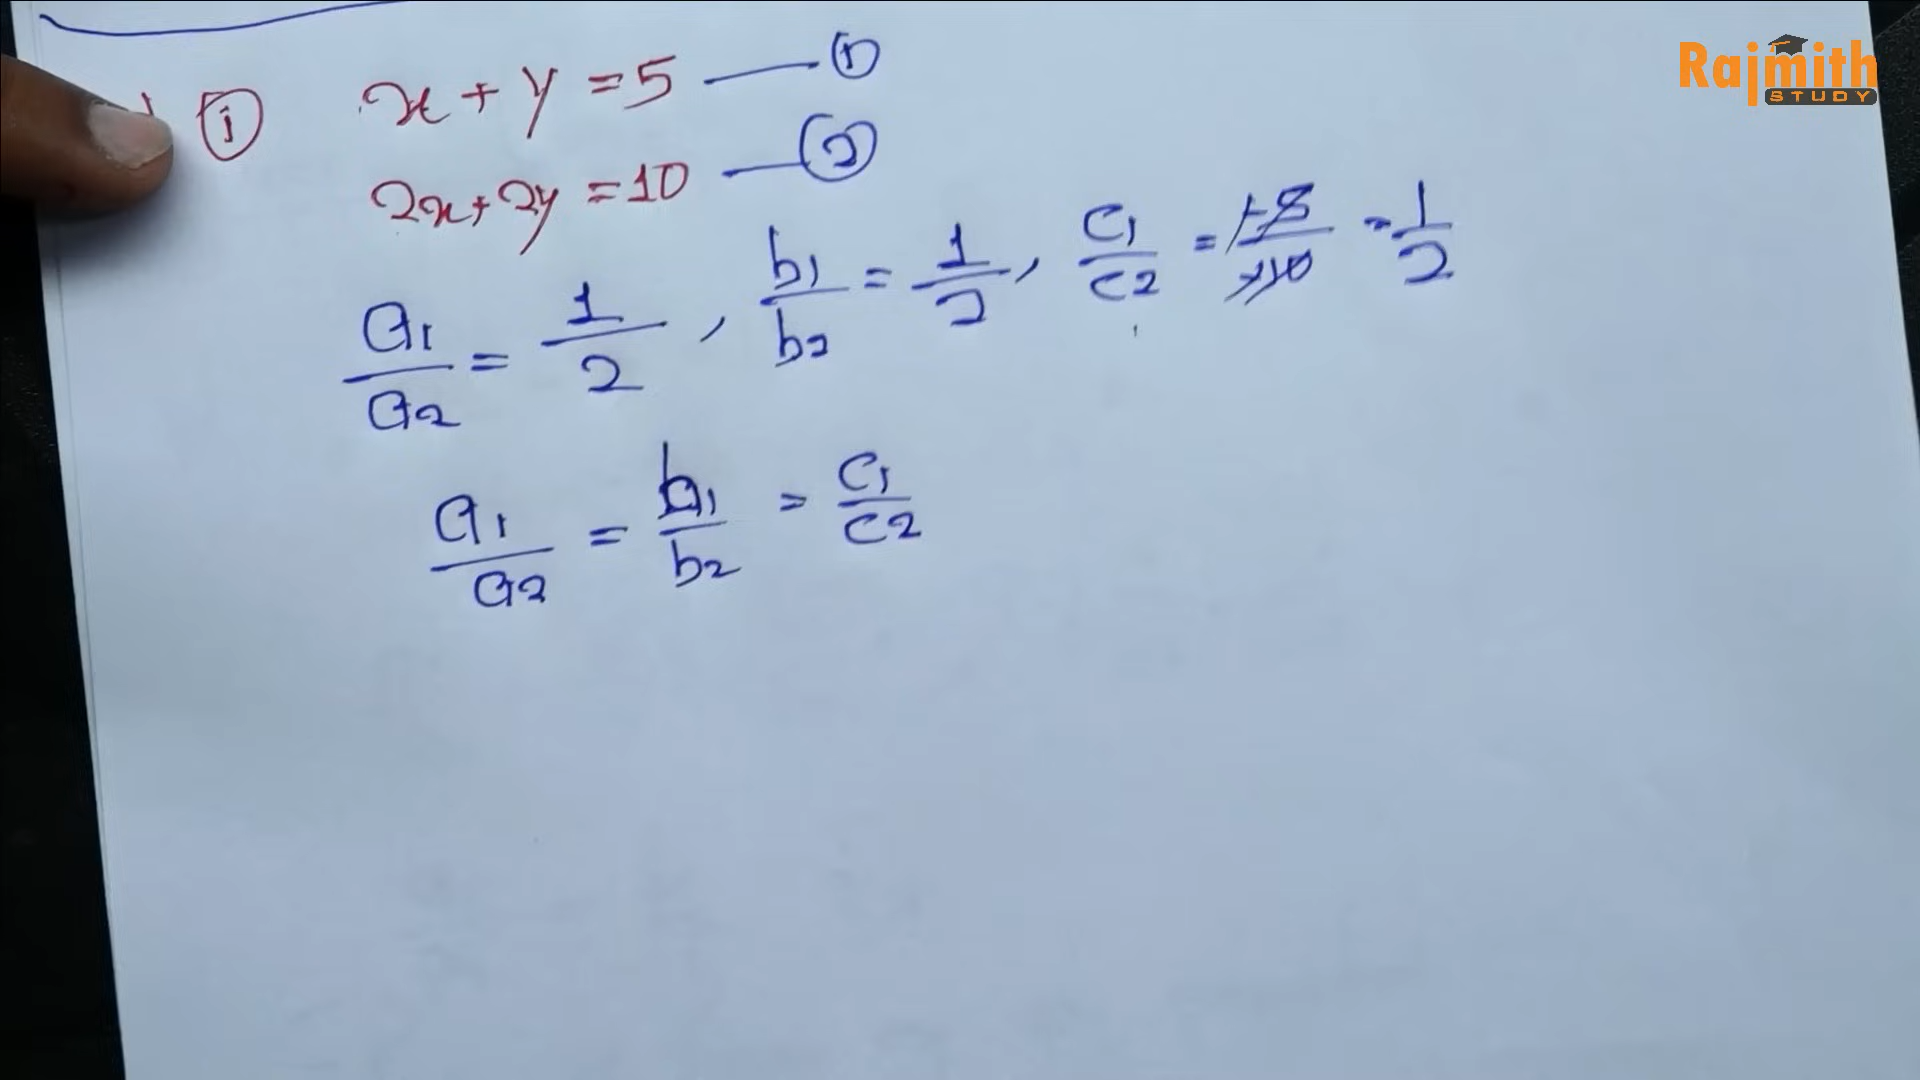 Rajmith
STUDY
(i) x + y = 5 — (1)
2x + 2y = 10 — (2)
a1/a2 = 1/2 , b1/b2 = 1/2 , c1/c2 = -5/-10 = 1/2
a1/a2 = b1/b2 = c1/c2